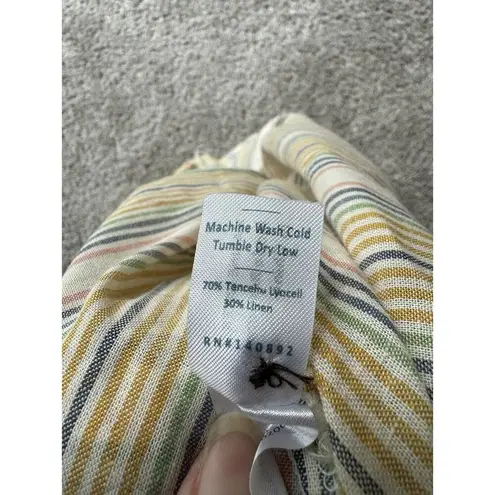 Machine Wash Cold
Tumble Dry Low
70% Tencel™ Lyocell
30% Linen
RN#140892